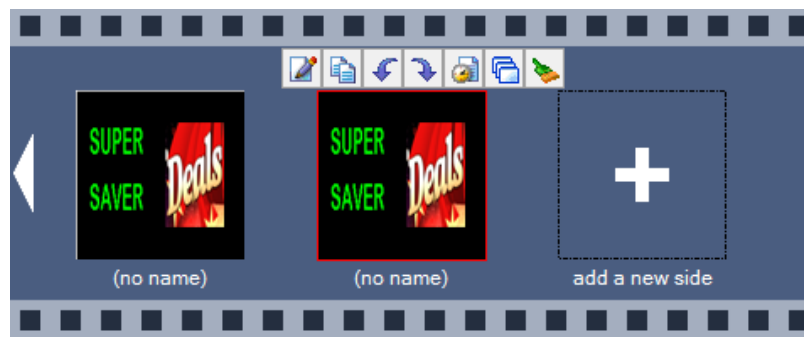 SUPER
SAVER
Deals
(no name)
SUPER
SAVER
Deals
(no name)
add a new side